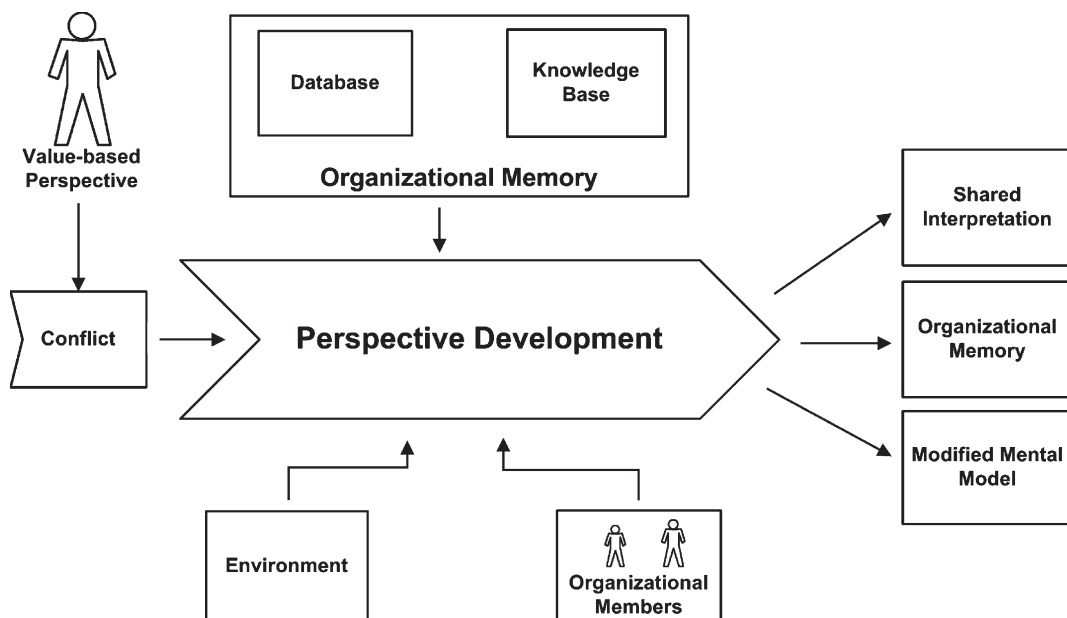 Database
Knowledge
Base
Organizational Memory
Value-based
Perspective
Conflict
Perspective Development
Shared
Interpretation
Organizational
Memory
Modified Mental
Model
Environment
Organizational
Members